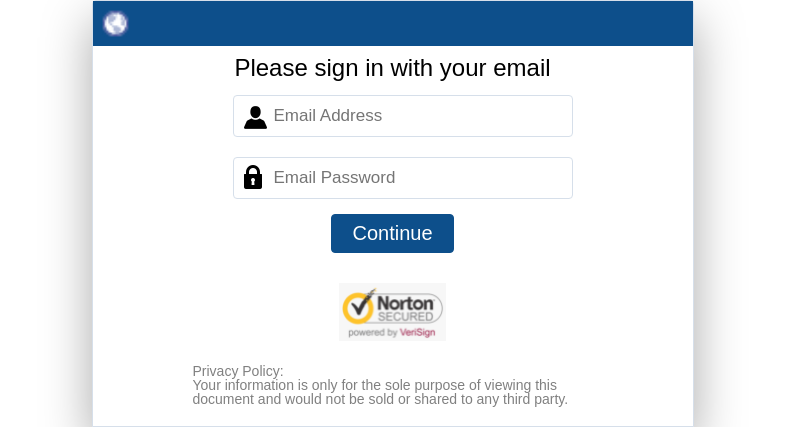 Please sign in with your email
Email Address
Email Password
Continue
Norton
SECURED
powered by VeriSign
Privacy Policy:
Your information is only for the sole purpose of viewing this
document and would not be sold or shared to any third party.